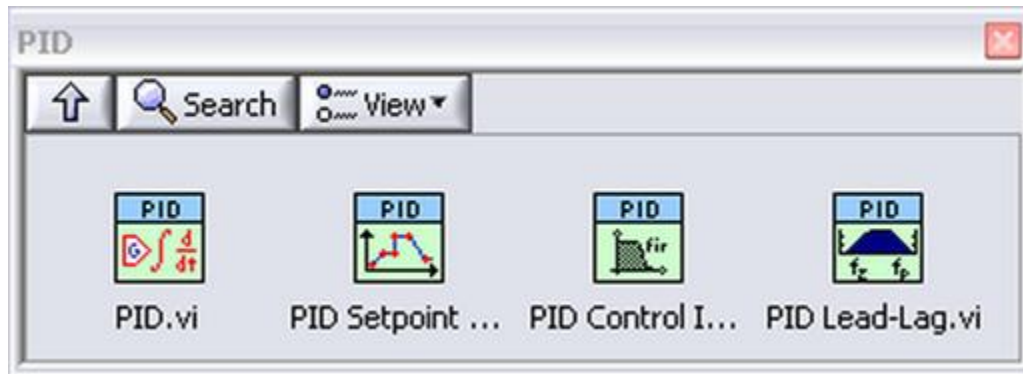 PID
Search View
PID PID PID PID
G ∫ d/dt fir fz fp
PID.vi PID Setpoint ... PID Control I... PID Lead-Lag.vi